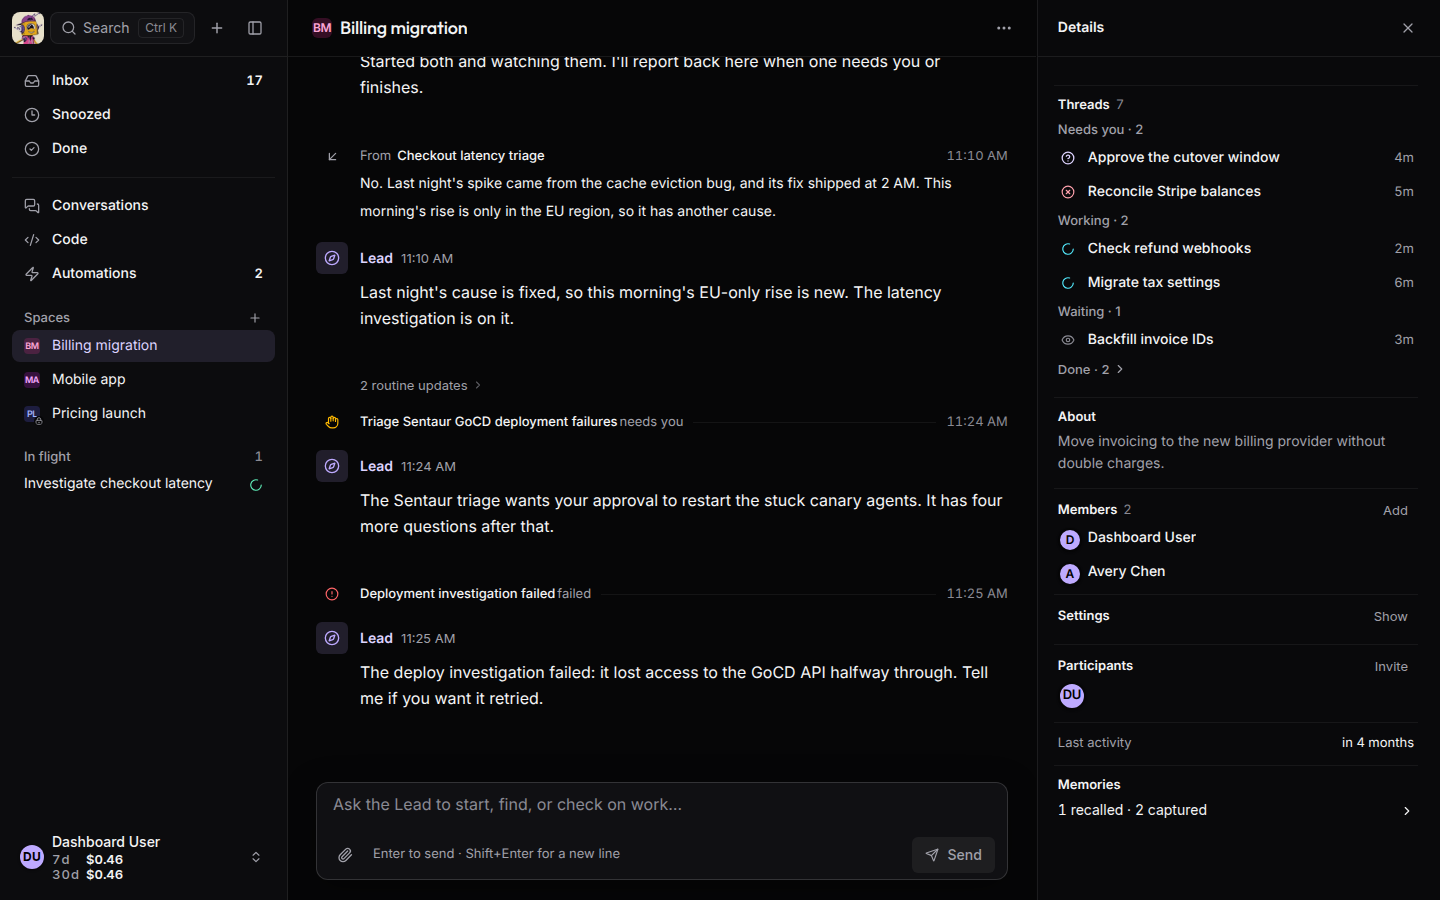 Search Ctrl K
Inbox 17
Snoozed
Done
Conversations
Code
Automations 2
Spaces
BM Billing migration
MA Mobile app
PL Pricing launch
In flight 1
Investigate checkout latency
DU Dashboard User
7d $0.46
30d $0.46
BM Billing migration
Started both and watching them. I'll report back here when one needs you or
finishes.
From Checkout latency triage 11:10 AM
No. Last night's spike came from the cache eviction bug, and its fix shipped at 2 AM. This
morning's rise is only in the EU region, so it has another cause.
Lead 11:10 AM
Last night's cause is fixed, so this morning's EU-only rise is new. The latency
investigation is on it.
2 routine updates
Triage Sentaur GoCD deployment failures needs you 11:24 AM
Lead 11:24 AM
The Sentaur triage wants your approval to restart the stuck canary agents. It has four
more questions after that.
Deployment investigation failed failed 11:25 AM
Lead 11:25 AM
The deploy investigation failed: it lost access to the GoCD API halfway through. Tell
me if you want it retried.
Ask the Lead to start, find, or check on work...
Enter to send · Shift+Enter for a new line Send
Details
Threads 7
Needs you · 2
Approve the cutover window 4m
Reconcile Stripe balances 5m
Working · 2
Check refund webhooks 2m
Migrate tax settings 6m
Waiting · 1
Backfill invoice IDs 3m
Done · 2
About
Move invoicing to the new billing provider without
double charges.
Members 2 Add
D Dashboard User
A Avery Chen
Settings Show
Participants Invite
DU
Last activity in 4 months
Memories
1 recalled · 2 captured